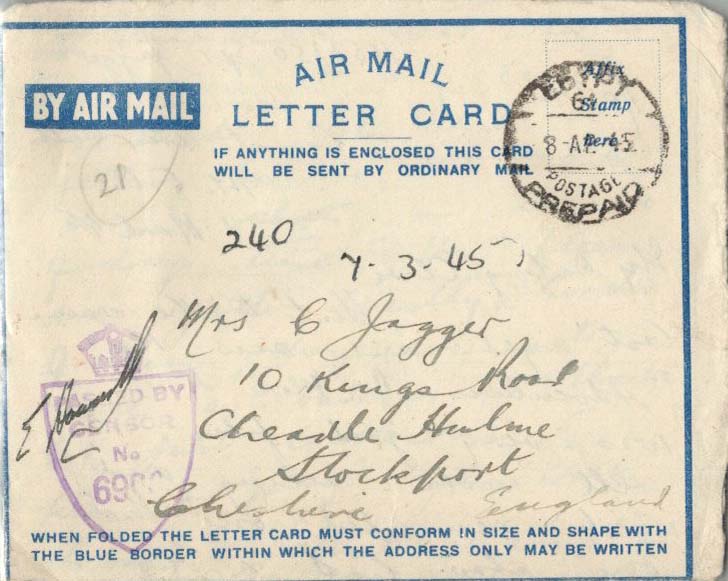 AIR MAIL
BY AIR MAIL
LETTER CARD
IF ANYTHING IS ENCLOSED THIS CARD
WILL BE SENT BY ORDINARY MAIL
Affix
Stamp
here
EGYPT
8-AP 45
POSTAGE
PREPAID
21
240
7-3-45
Mrs C Jagger
10 Kings Road
Cheadle Hulme
Stockport
Cheshire England
PASSED BY
CENSOR
No
E
WHEN FOLDED THE LETTER CARD MUST CONFORM IN SIZE AND SHAPE WITH
THE BLUE BORDER WITHIN WHICH THE ADDRESS ONLY MAY BE WRITTEN